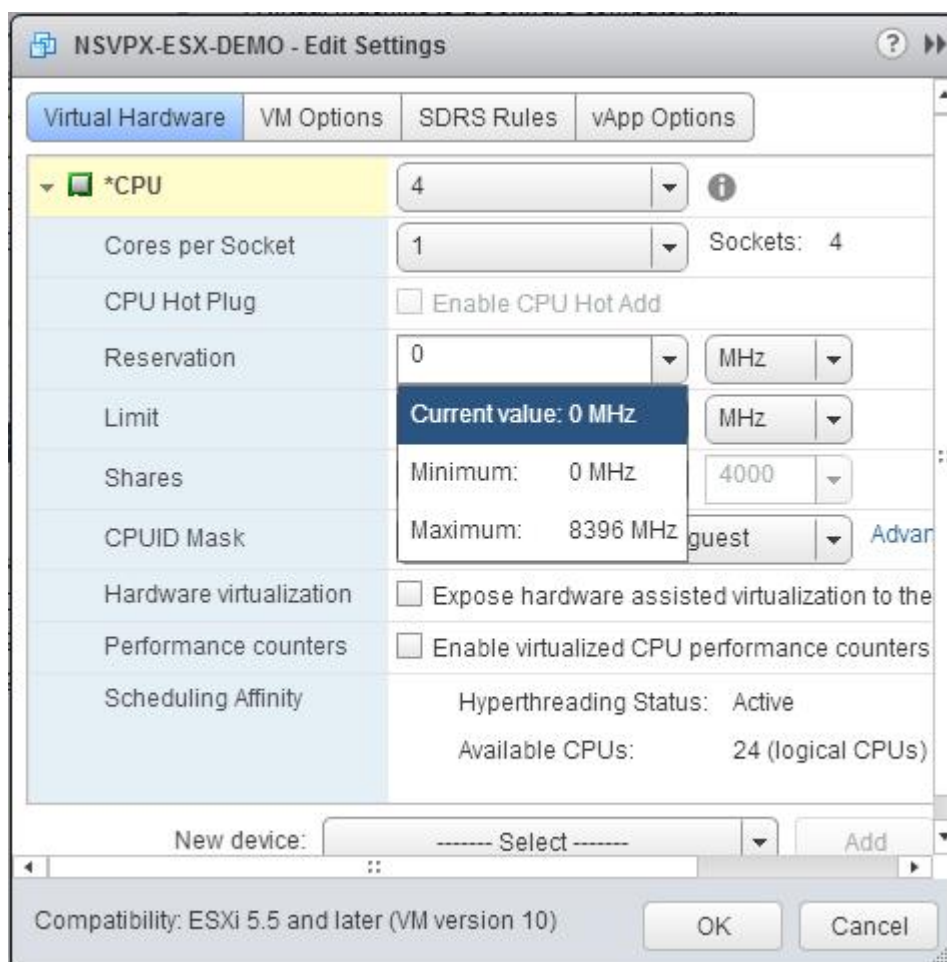 NSVPX-ESX-DEMO - Edit Settings
?
Virtual Hardware VM Options SDRS Rules vApp Options
*CPU 4
Cores per Socket 1 Sockets: 4
CPU Hot Plug Enable CPU Hot Add
Reservation 0 MHz
Limit Current value: 0 MHz MHz
Shares Minimum: 0 MHz 4000
CPUID Mask Maximum: 8396 MHz guest Advan
Hardware virtualization Expose hardware assisted virtualization to the
Performance counters Enable virtualized CPU performance counters
Scheduling Affinity Hyperthreading Status: Active
Available CPUs: 24 (logical CPUs)
New device: ------- Select ------- Add
Compatibility: ESXi 5.5 and later (VM version 10) OK Cancel